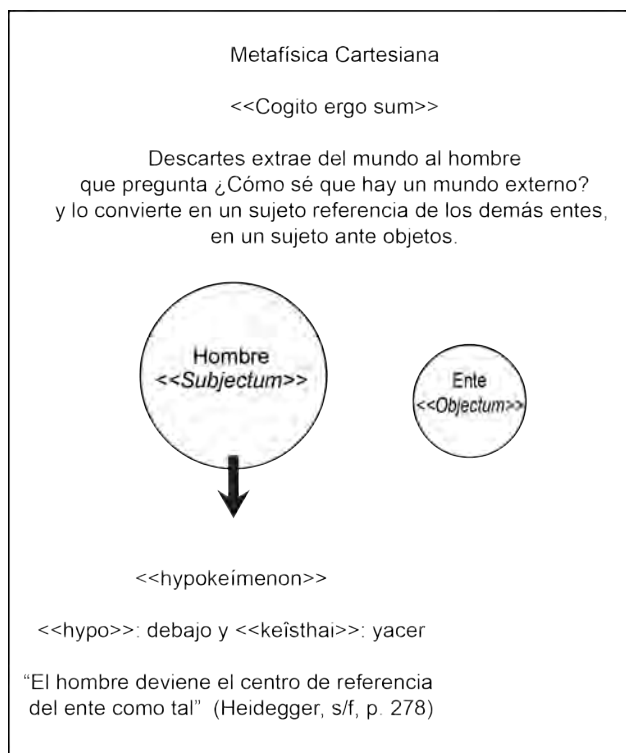 Metafísica Cartesiana
<<Cogito ergo sum>>
Descartes extrae del mundo al hombre
que pregunta ¿Cómo sé que hay un mundo externo?
y lo convierte en un sujeto referencia de los demás entes,
en un sujeto ante objetos.
Hombre
<<Subjectum>>
Ente
<<Objectum>>
<<hypokeímenon>>
<<hypo>>: debajo y <<keîsthai>>: yacer
“El hombre deviene el centro de referencia
del ente como tal” (Heidegger, s/f, p. 278)